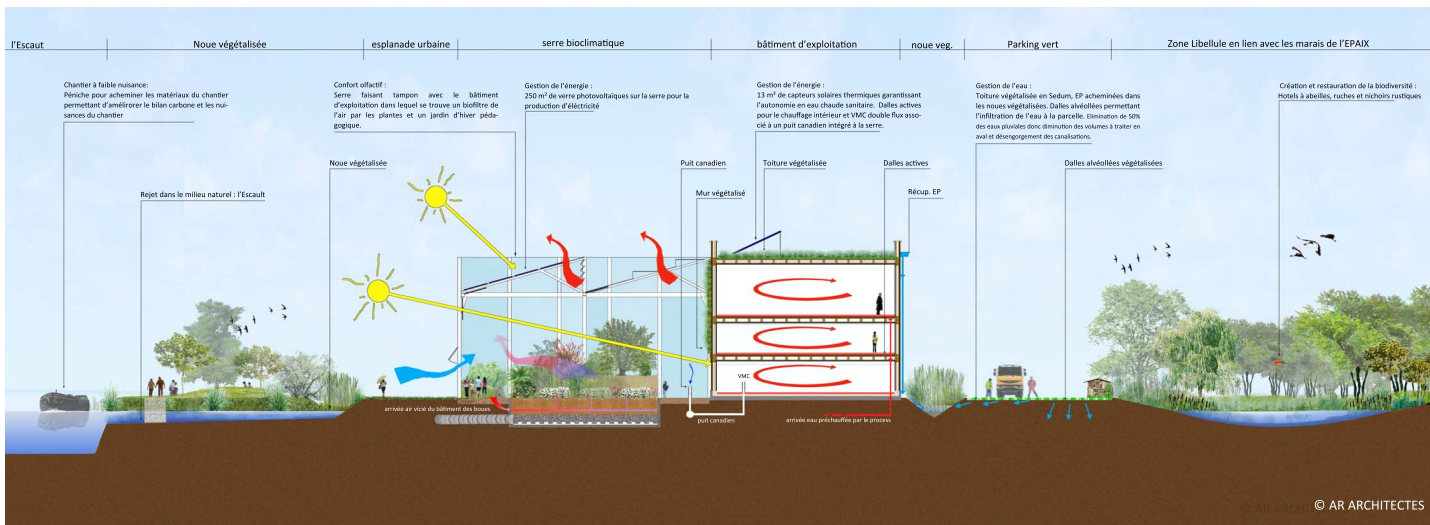 l'Escaut
Noue végétalisée
esplanade urbaine
serre bioclimatique
bâtiment d'exploitation
noue veg.
Parking vert
Zone Libellule en lien avec les marais de l'EPAIX
Chantier à faible nuisance:
Péniche pour acheminer les matériaux du chantier
permettant d'amélirorer le bilan carbone et les nui-
sances du chantier
Confort olfactif :
Serre faisant tampon avec le bâtiment
d'exploitation dans lequel se trouve un biofiltre de
l'air par les plantes et un jardin d'hiver péda-
gogique.
Gestion de l'énergie :
250 m² de verre photovoltaïques sur la serre pour la
production d'éléctricité
Gestion de l'énergie :
13 m² de capteurs solaires thermiques garantissant
l'autonomie en eau chaude sanitaire. Dalles actives
pour le chauffage intérieur et VMC double flux asso-
cié à un puit canadien intégré à la serre.
Gestion de l'eau :
Toiture végétalisée en Sedum, EP acheminées dans
les noues végétalisées. Dalles alvéollées permettant
l'infiltration de l'eau à la parcelle. Elimination de 50%
des eaux pluviales donc diminution des volumes à traiter en
aval et désengorgement des canalisations.
Création et restauration de la biodiversité :
Hotels à abeilles, ruches et nichoirs rustiques
Rejet dans le milieu naturel : l'Escault
Noue végétalisée
Puit canadien
Mur végétalisé
Toiture végétalisée
Dalles actives
Récup. EP
Dalles alvéollées végétalisées
VMC
arrivée air vicié du bâtiment des boues
puit canadien
arrivée eau préchauffée par le process
© AR ARCHITECTES